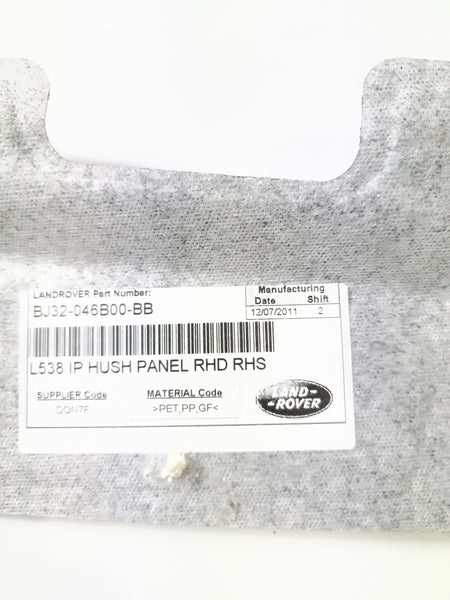 LANDROVER Part Number:
BJ32-046B00-BB
Manufacturing
Date Shift
12/07/2011 2
L538 IP HUSH PANEL RHD RHS
SUPPLIER Code
DQN7F
MATERIAL Code
>PET,PP,GF<
LAND-
-ROVER